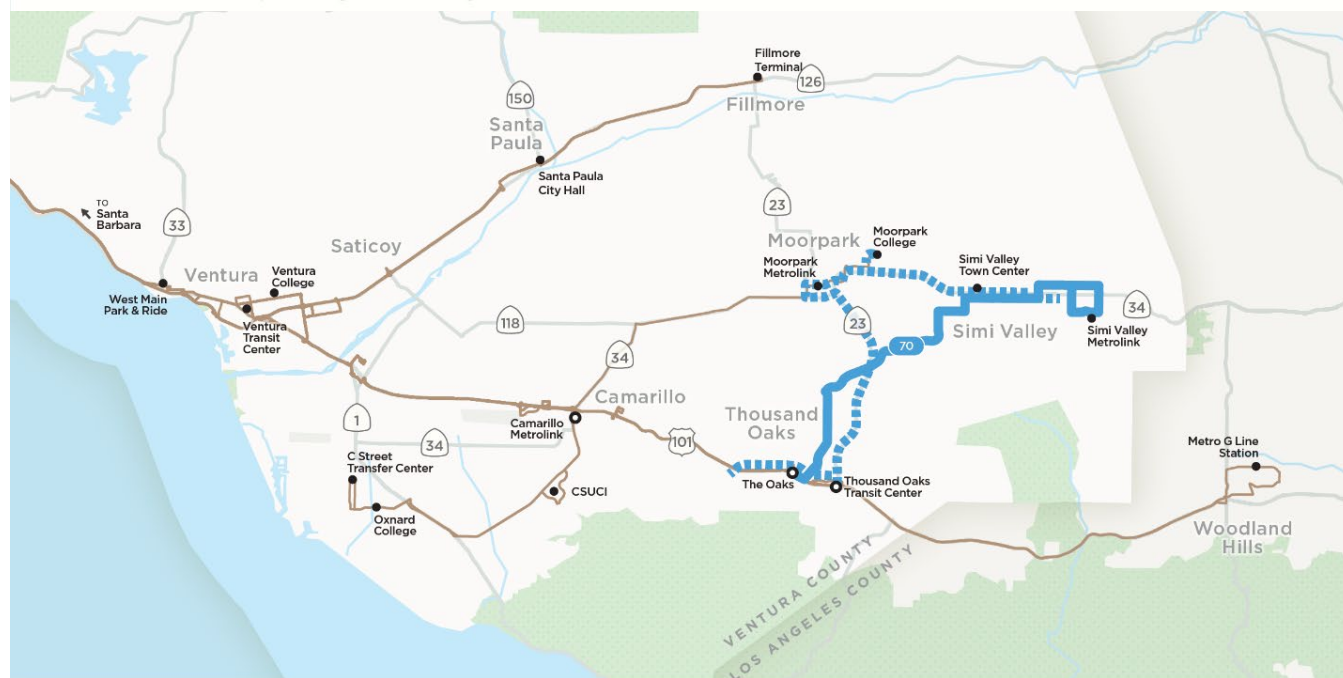 Fillmore
Terminal
126
Fillmore
150
Santa
Paula
Santa Paula
City Hall
TO
Santa
Barbara
33
Saticoy
Ventura
Ventura
College
West Main
Park & Ride
Ventura
Transit
Center
23
Moorpark
Moorpark
College
Moorpark
Metrolink
Simi Valley
Town Center
34
Simi Valley
Simi Valley
Metrolink
118
23
70
34
Camarillo
Camarillo
Metrolink
Thousand
Oaks
1
34
101
C Street
Transfer Center
The Oaks
Thousand Oaks
Transit Center
CSUCI
Oxnard
College
Metro G Line
Station
Woodland
Hills
VENTURA COUNTY
LOS ANGELES COUNTY